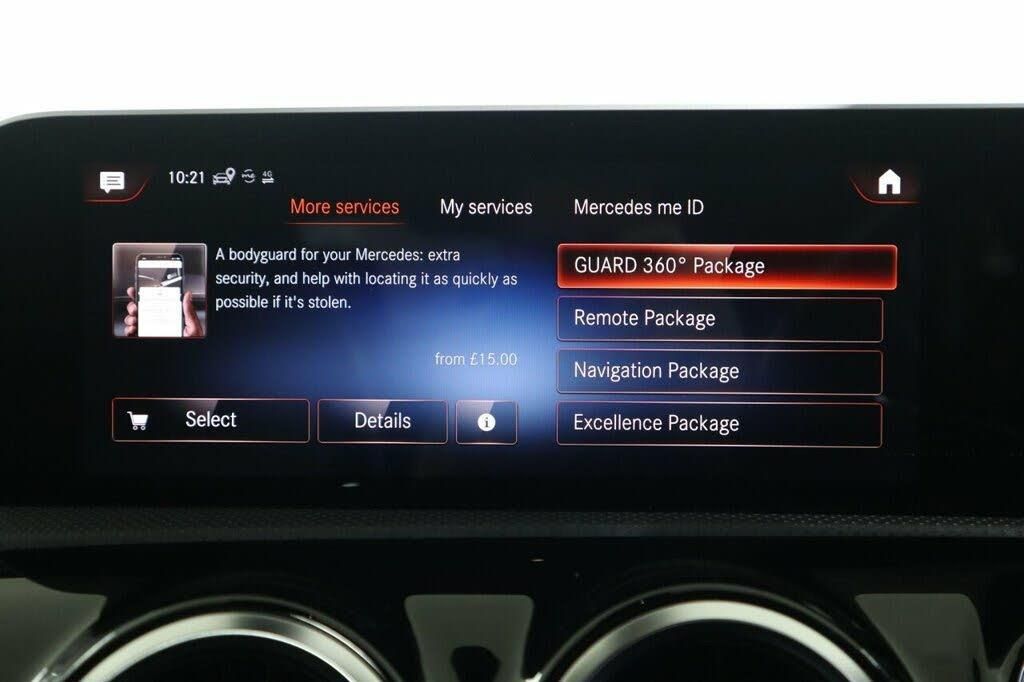 10:21 me 4G
More services My services Mercedes me ID
A bodyguard for your Mercedes: extra
security, and help with locating it as quickly as
possible if it's stolen.
from £15.00
Select Details i
GUARD 360° Package
Remote Package
Navigation Package
Excellence Package